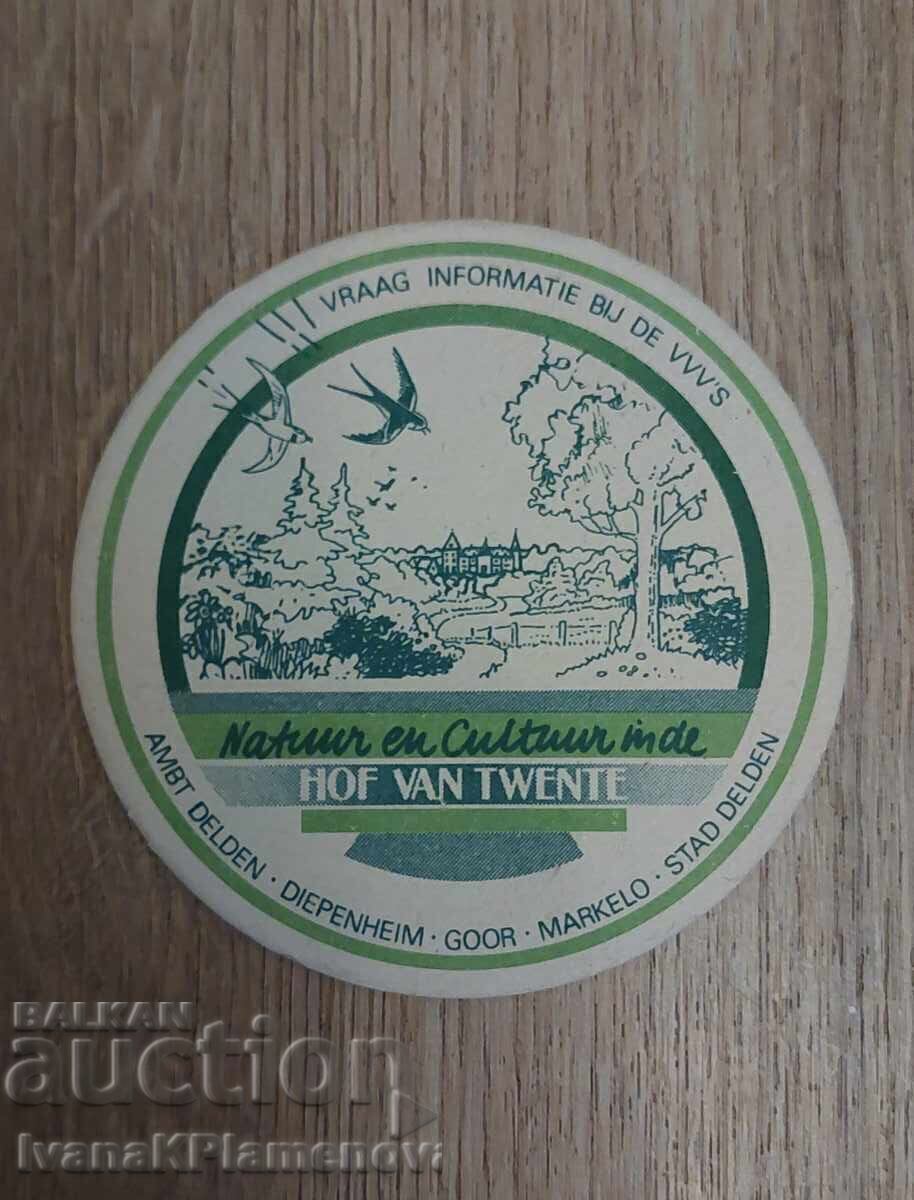 VRAAG INFORMATIE BIJ DE VVV'S
Natuur en Cultuur in de
HOF VAN TWENTE
AMBT DELDEN · DIEPENHEIM · GOOR · MARKELO · STAD DELDEN
BALKAN
auction
IvanaKPlamenova